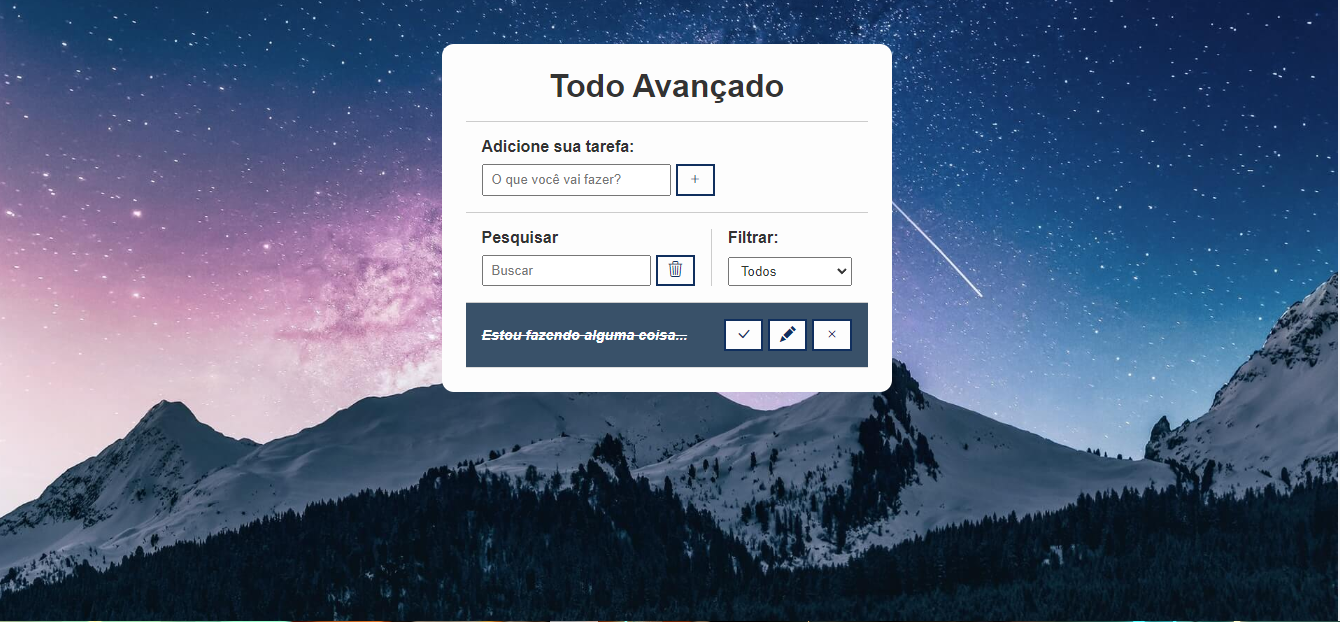 Todo Avançado
Adicione sua tarefa:
O que você vai fazer?
+
Pesquisar
Filtrar:
Buscar
Todos
Estou fazendo alguma coisa...